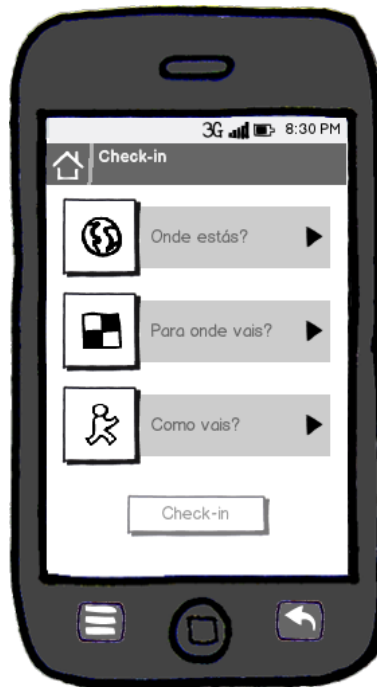 3G 8:30 PM
Check-in
Onde estás?
Para onde vais?
Como vais?
Check-in